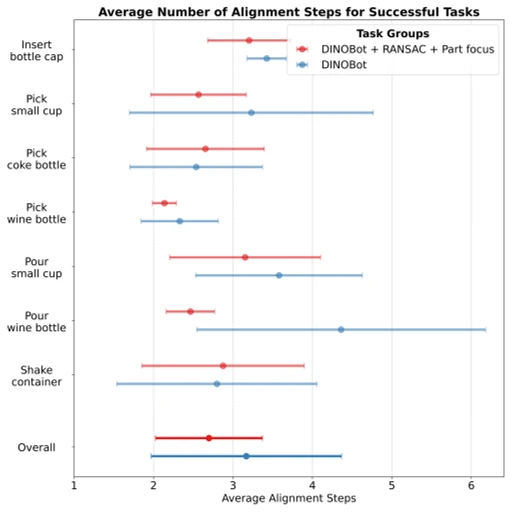 Average Number of Alignment Steps for Successful Tasks
Task Groups
DINOBot + RANSAC + Part focus
DINOBot
Insert
bottle cap
Pick
small cup
Pick
coke bottle
Pick
wine bottle
Pour
small cup
Pour
wine bottle
Shake
container
Overall
1 2 3 4 5 6
Average Alignment Steps